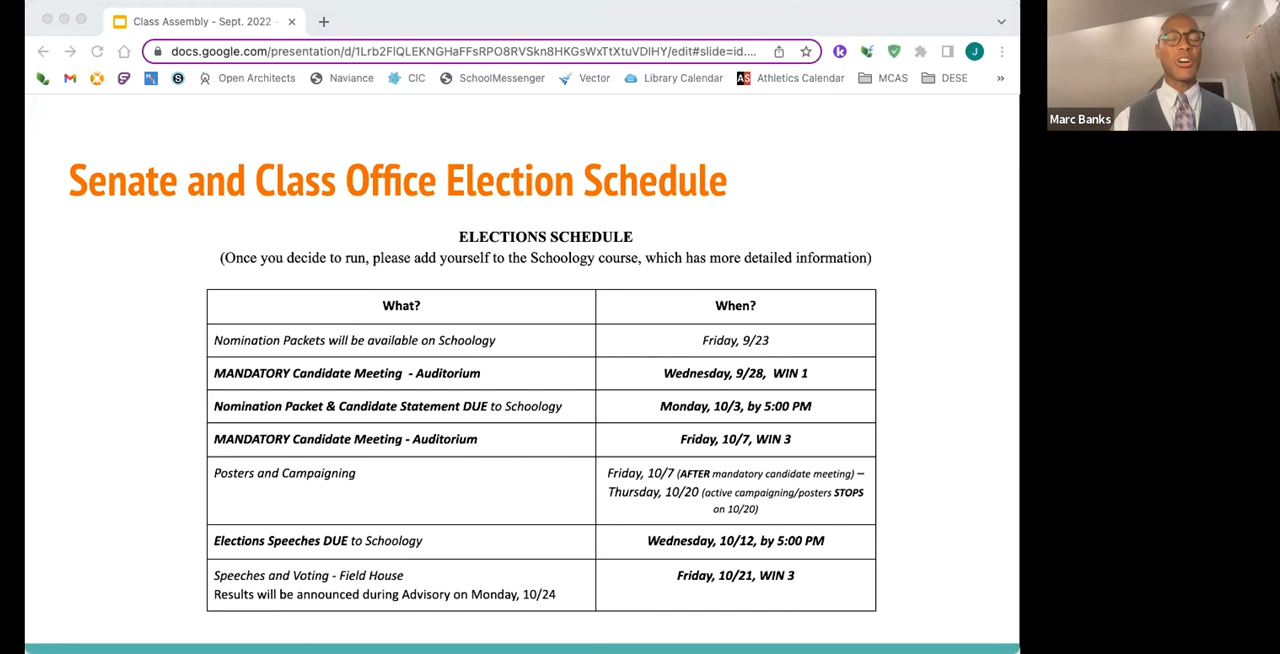 Class Assembly - Sept. 2022 -
docs.google.com/presentation/d/1Lrb2FlQLEKNGHaFFsRPO8RVSkn8HKGsWxTtXtuVDlHY/edit#slide=id....
J
Open Architects
Naviance
CIC
SchoolMessenger
Vector
Library Calendar
Athletics Calendar
MCAS
DESE
Marc Banks
Senate and Class Office Election Schedule
ELECTIONS SCHEDULE
(Once you decide to run, please add yourself to the Schoology course, which has more detailed information)
What?
When?
Nomination Packets will be available on Schoology
Friday, 9/23
MANDATORY Candidate Meeting - Auditorium
Wednesday, 9/28, WIN 1
Nomination Packet & Candidate Statement DUE to Schoology
Monday, 10/3, by 5:00 PM
MANDATORY Candidate Meeting - Auditorium
Friday, 10/7, WIN 3
Posters and Campaigning
Friday, 10/7 (AFTER mandatory candidate meeting) –
Thursday, 10/20 (active campaigning/posters STOPS
on 10/20)
Elections Speeches DUE to Schoology
Wednesday, 10/12, by 5:00 PM
Speeches and Voting - Field House
Results will be announced during Advisory on Monday, 10/24
Friday, 10/21, WIN 3